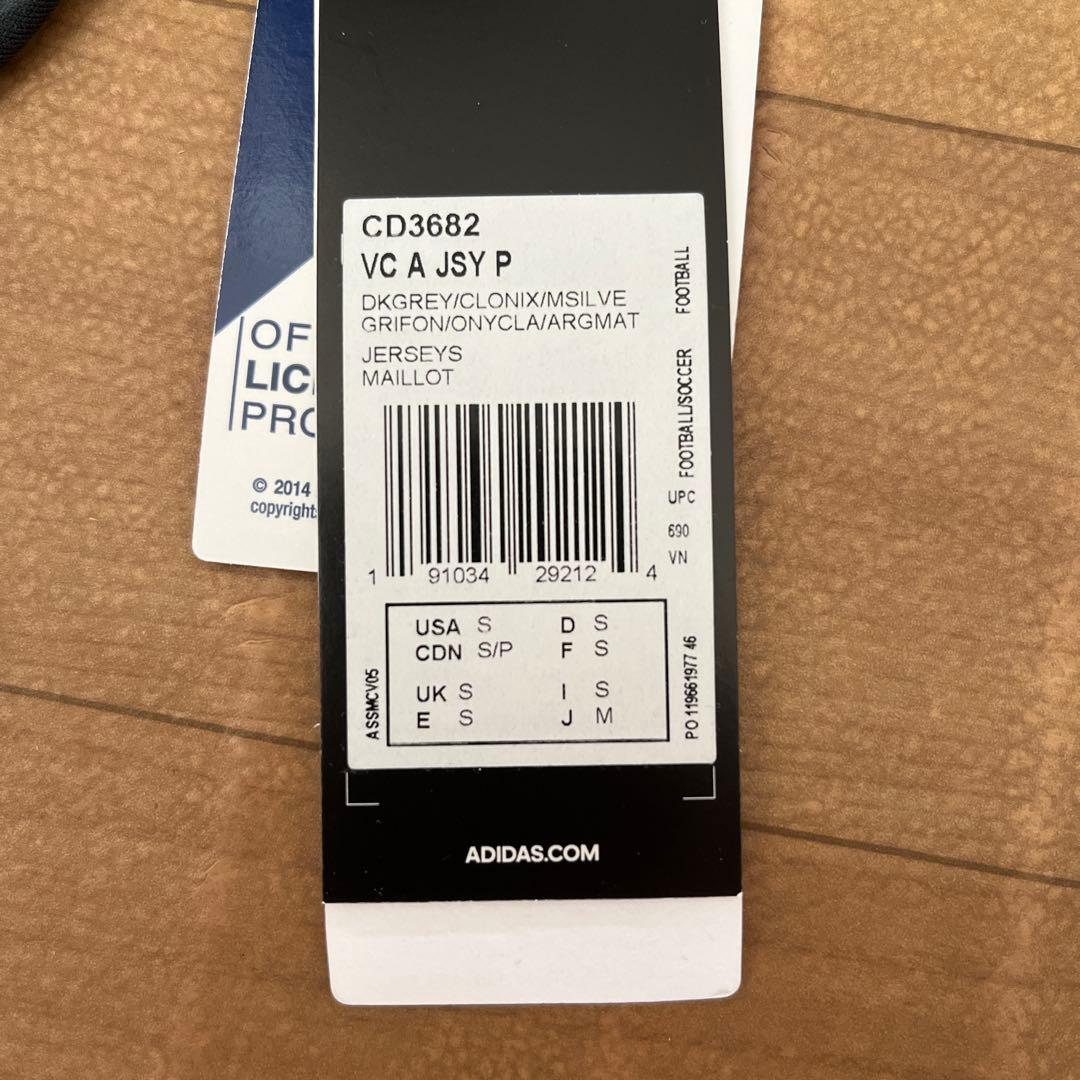 CD3682
VC A JSY P
DKGREY/CLONIX/MSILVE
GRIFON/ONYCLA/ARGMAT
JERSEYS
MAILLOT
FOOTBALL/SOCCER FOOTBALL
UPC
690
VN
1 91034 29212 4
USA S D S
CDN S/P F S
UK S I S
E S J M
ASSMCV05
PO 119661977 46
ADIDAS.COM
OF
LIC
PRO
© 2014
copyrights